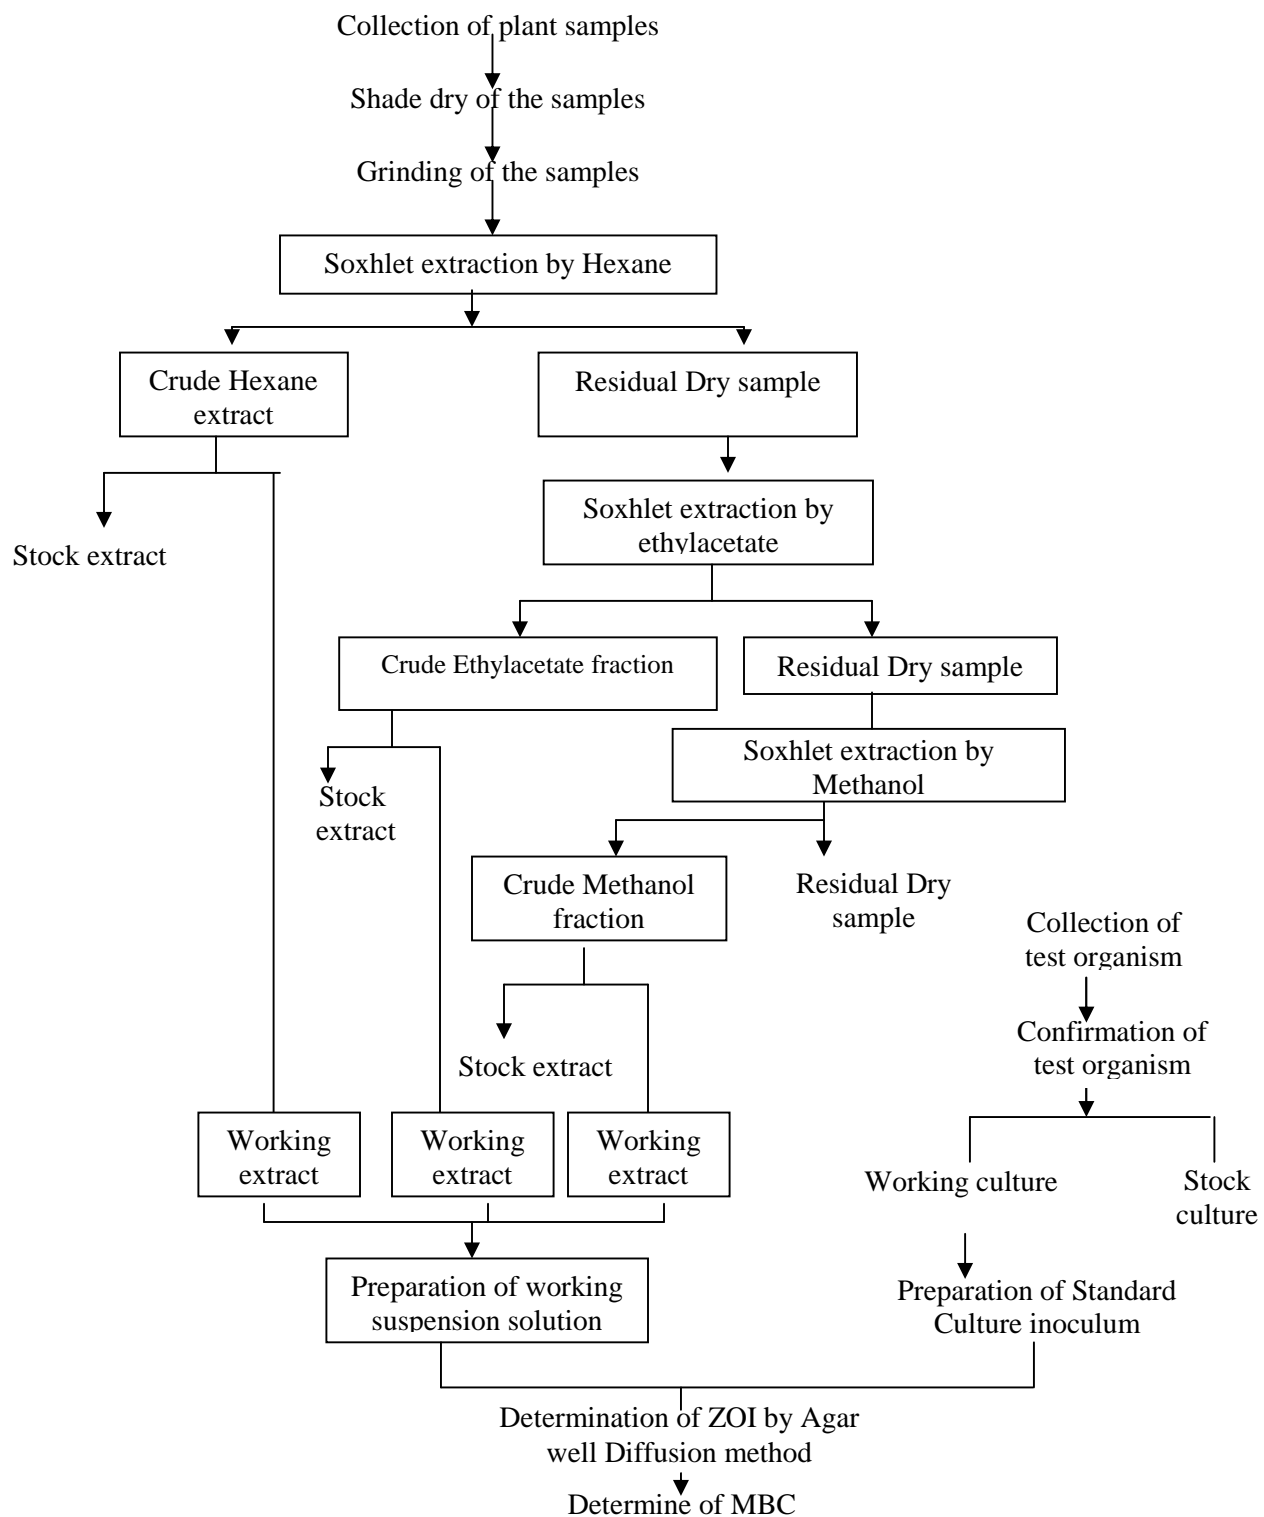 Collection of plant samples
Shade dry of the samples
Grinding of the samples
Soxhlet extraction by Hexane
Crude Hexane
extract
Residual Dry sample
Stock extract
Soxhlet extraction by
ethylacetate
Crude Ethylacetate fraction
Residual Dry sample
Soxhlet extraction by
Methanol
Stock
extract
Crude Methanol
fraction
Residual Dry
sample
Collection of
test organism
Stock extract
Confirmation of
test organism
Working
extract
Working
extract
Working
extract
Working culture
Stock
culture
Preparation of working
suspension solution
Preparation of Standard
Culture inoculum
Determination of ZOI by Agar
well Diffusion method
Determine of MBC